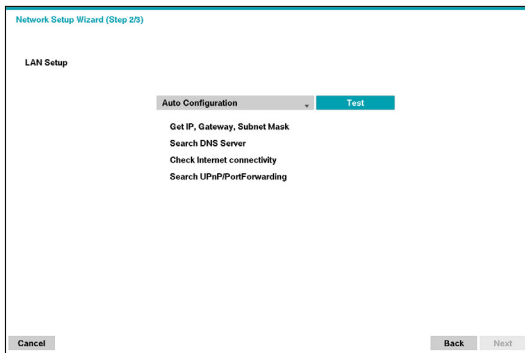 Network Setup Wizard (Step 2/3)
LAN Setup
Auto Configuration
Test
Get IP, Gateway, Subnet Mask
Search DNS Server
Check Internet connectivity
Search UPnP/PortForwarding
Cancel
Back
Next